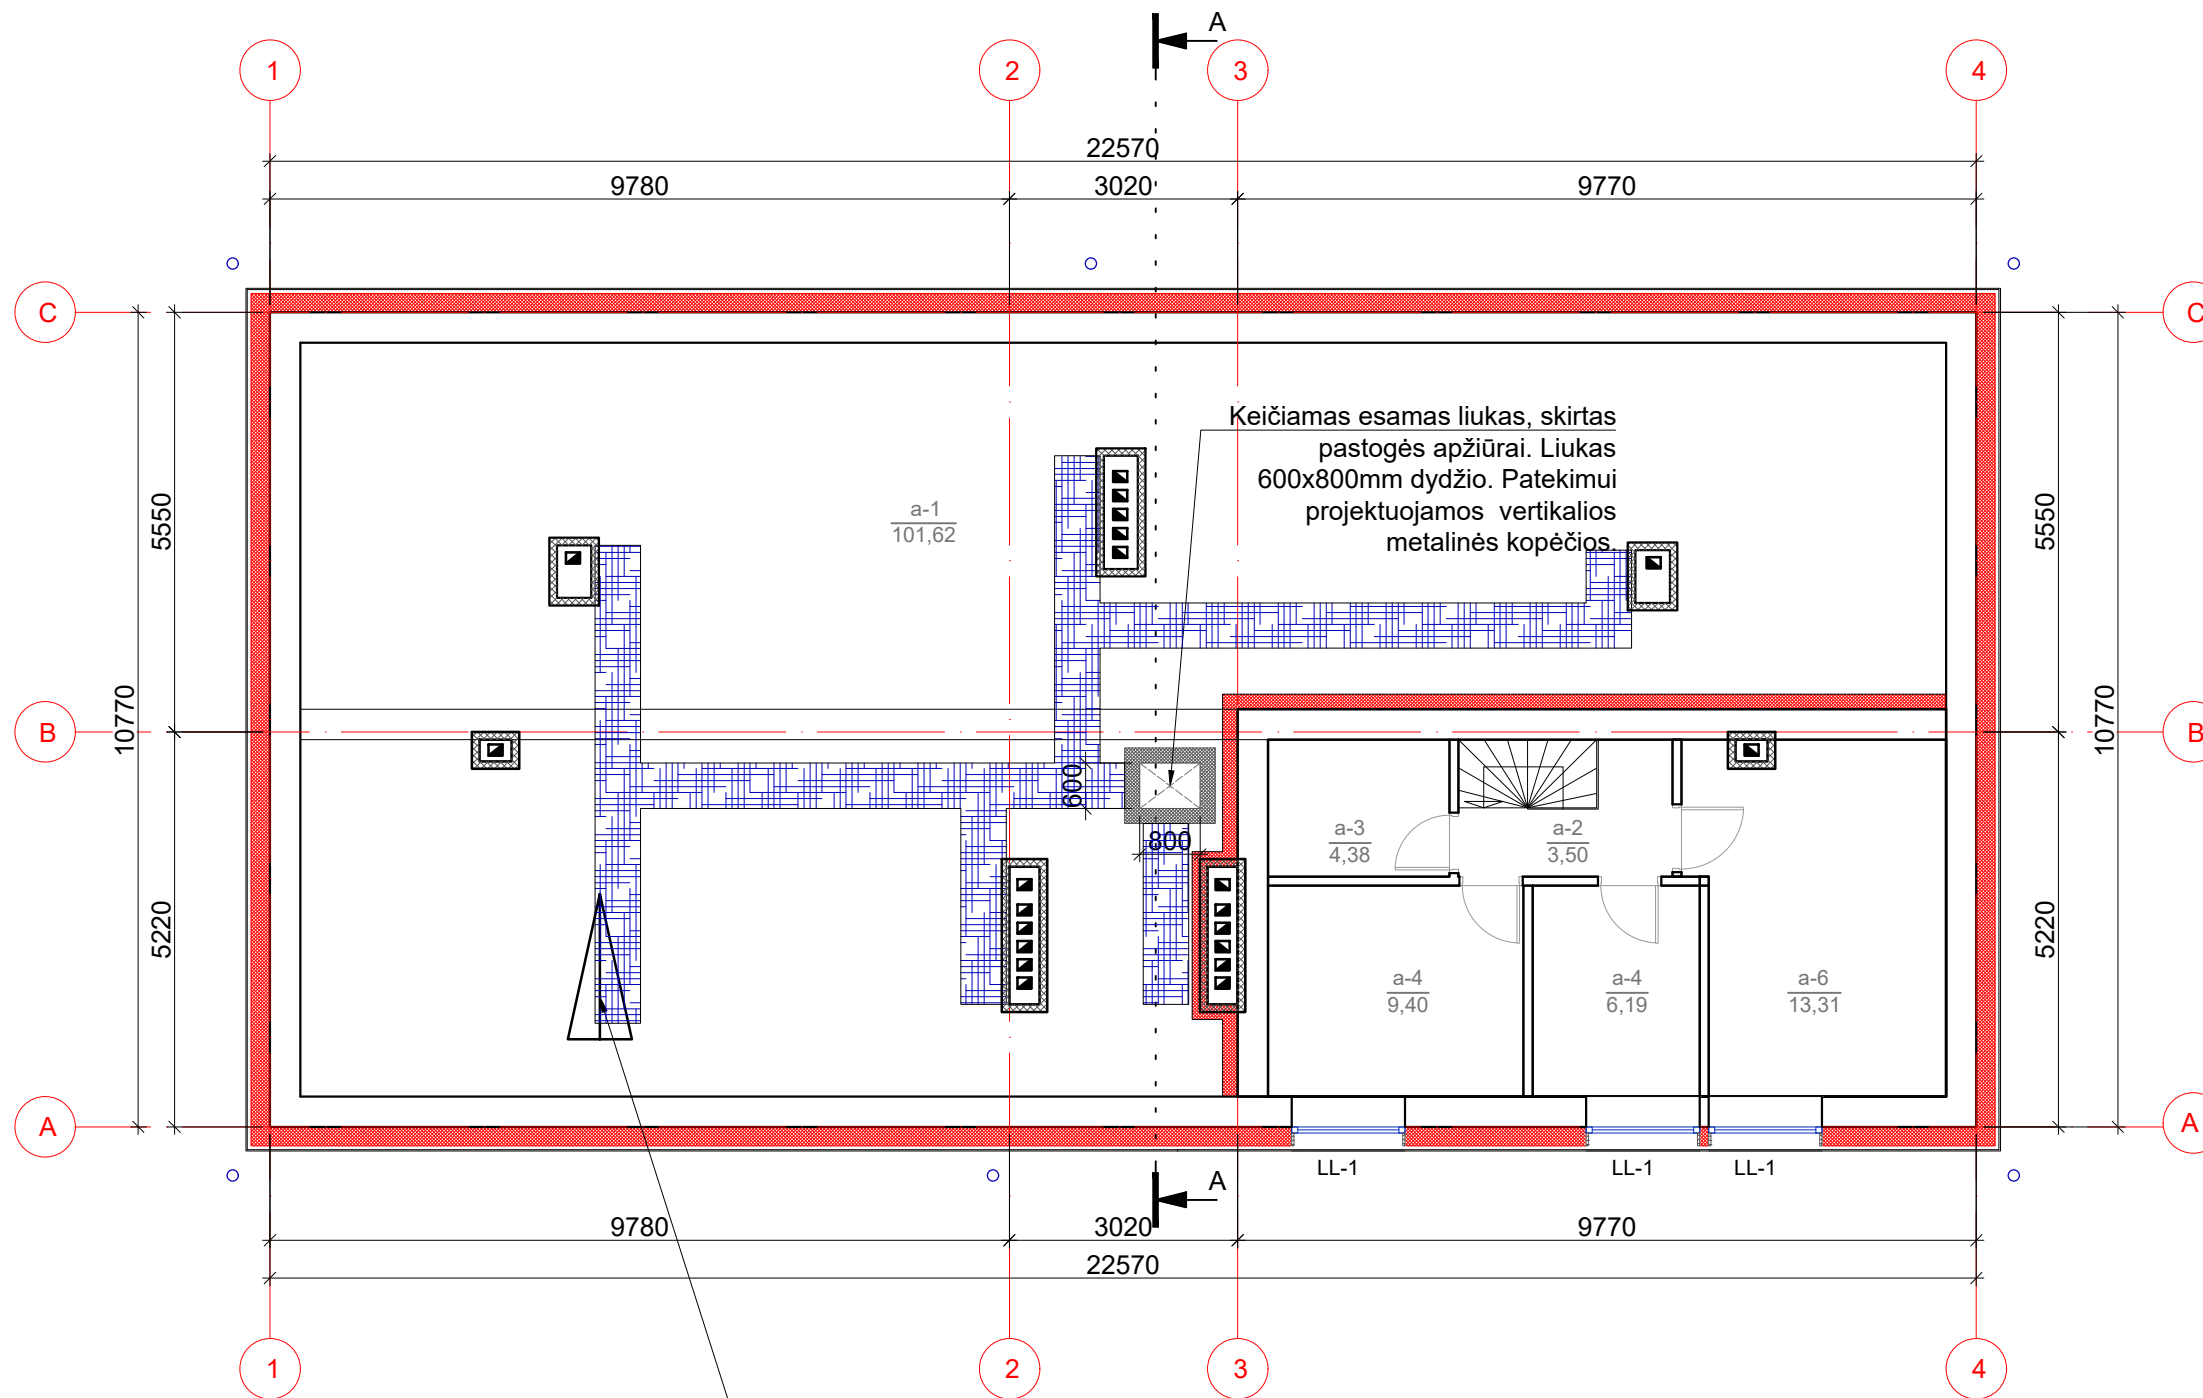 A
1
2
3
4
22570
9780
3020
9770
C
C
Keičiamas esamas liukas, skirtas
pastogės apžiūrai. Liukas
600x800mm dydžio. Patekimui
projektuojamos vertikalios
metalinės kopėčios.
a-1
101,62
5550
5550
10770
10770
B
B
600
800
a-3
4,38
a-2
3,50
5220
5220
a-4
9,40
a-4
6,19
a-6
13,31
A
A
LL-1
LL-1
LL-1
A
9780
3020
9770
22570
1
2
3
4